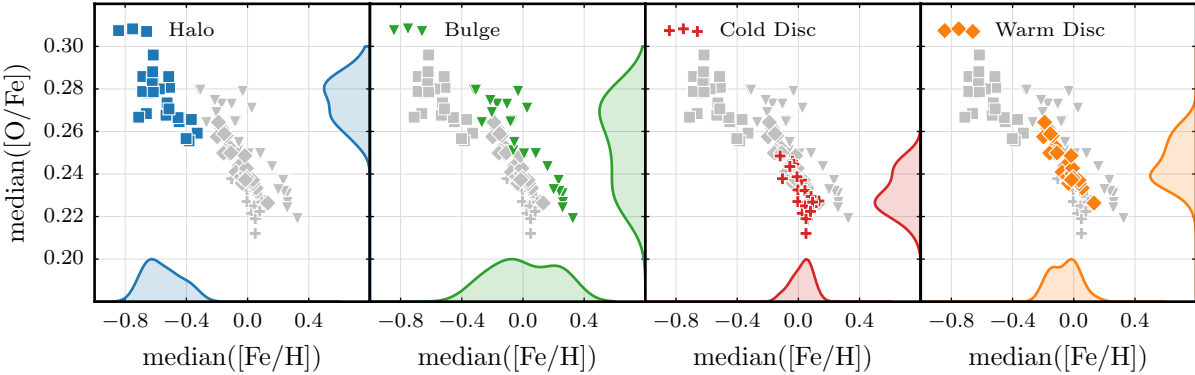 Halo Bulge Cold Disc Warm Disc
0.30
0.28
0.26
0.24
0.22
0.20
median([O/Fe])
−0.8 −0.4 0.0 0.4 −0.8 −0.4 0.0 0.4 −0.8 −0.4 0.0 0.4 −0.8 −0.4 0.0 0.4
median([Fe/H]) median([Fe/H]) median([Fe/H]) median([Fe/H])